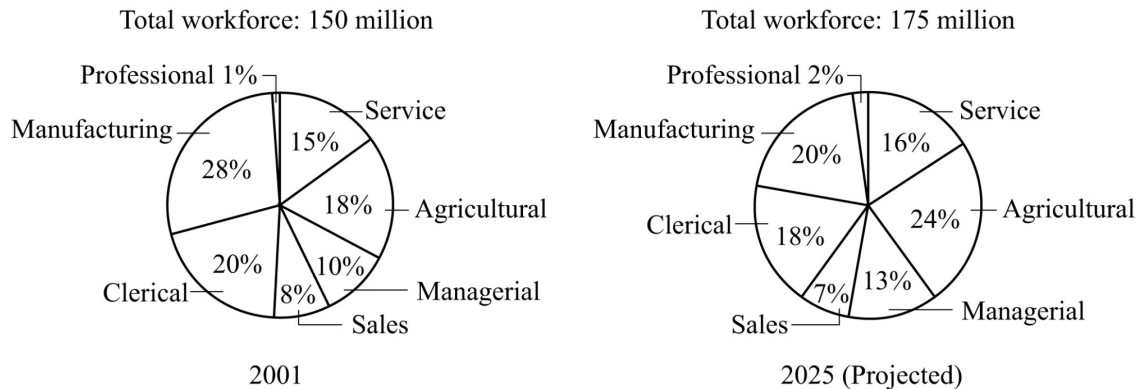 Total workforce: 150 million
Professional 1%
Service
Manufacturing
15%
28%
18%
Agricultural
20%
10%
Clerical
8%
Managerial
Sales
2001
Total workforce: 175 million
Professional 2%
Service
Manufacturing
16%
20%
Agricultural
24%
Clerical
18%
13%
7%
Managerial
Sales
2025 (Projected)